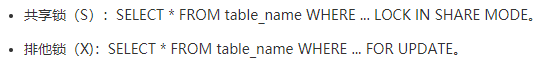 共享锁（S）：SELECT * FROM table_name WHERE ... LOCK IN SHARE MODE。
排他锁（X）：SELECT * FROM table_name WHERE ... FOR UPDATE。